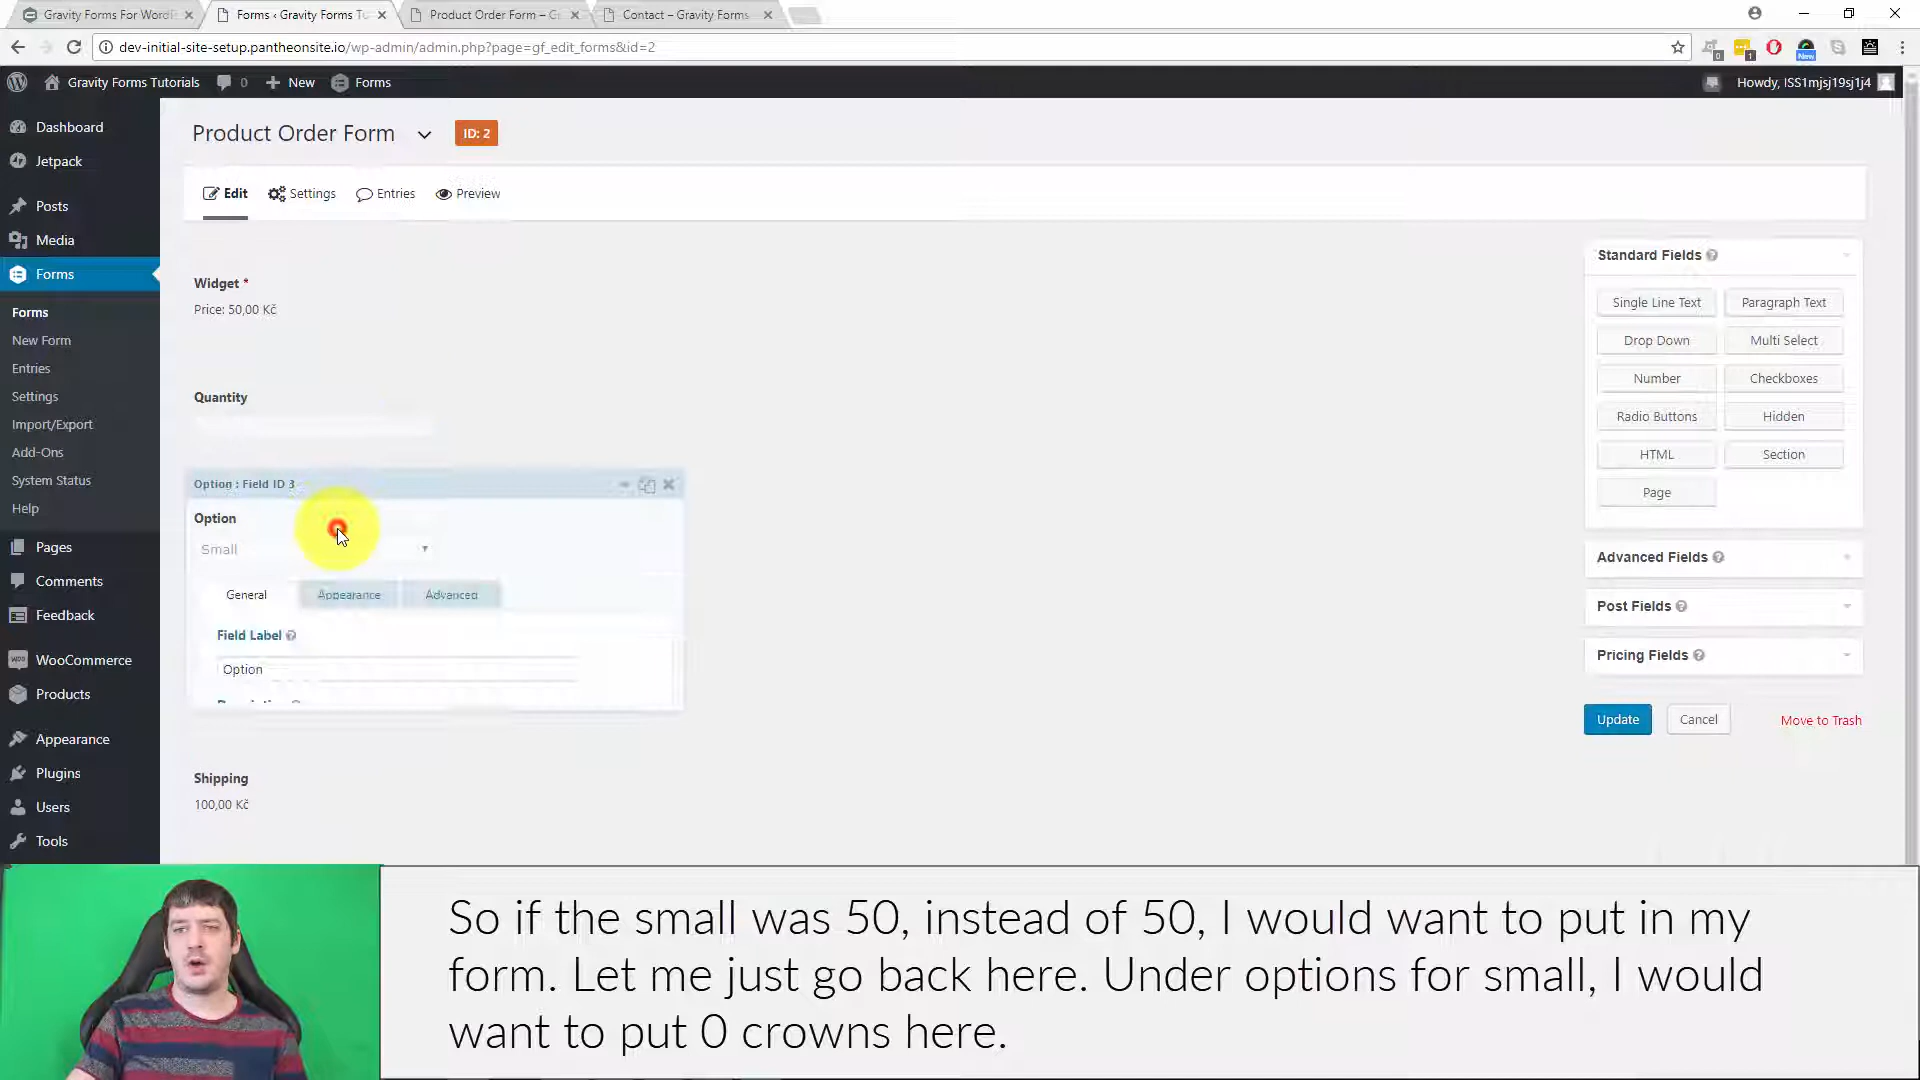 Gravity Forms For WordP
Forms ‹ Gravity Forms Tu
Product Order Form – G
Contact – Gravity Forms
dev-initial-site-setup.pantheonsite.io/wp-admin/admin.php?page=gf_edit_forms&id=2
0
1
New
Gravity Forms Tutorials
0
New
Forms
Howdy, ISS1mjsj19sj1j4
Dashboard
Jetpack
Posts
Media
Forms
Forms
New Form
Entries
Settings
Import/Export
Add-Ons
System Status
Help
Pages
Comments
Feedback
WooCommerce
Products
Appearance
Plugins
Users
Tools
Product Order Form
ID: 2
Edit
Settings
Entries
Preview
Widget *
Price: 50,00 Kč
Quantity
Option : Field ID 3
Option
Small
General
Appearance
Advanced
Field Label
Option
Shipping
100,00 Kč
Standard Fields
Single Line Text
Paragraph Text
Drop Down
Multi Select
Number
Checkboxes
Radio Buttons
Hidden
HTML
Section
Page
Advanced Fields
Post Fields
Pricing Fields
Update
Cancel
Move to Trash
So if the small was 50, instead of 50, I would want to put in my
form. Let me just go back here. Under options for small, I would
want to put 0 crowns here.